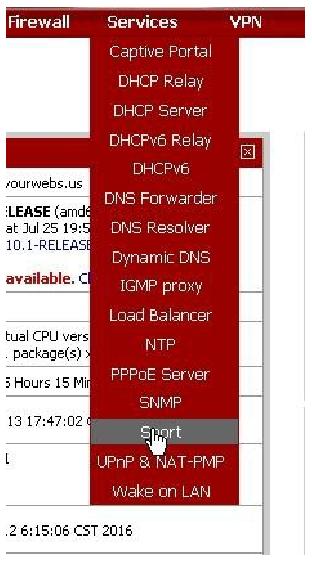 Firewall Services VPN
Captive Portal
DHCP Relay
DHCP Server
DHCPv6 Relay
DHCPv6
DNS Forwarder
DNS Resolver
Dynamic DNS
IGMP proxy
Load Balancer
NTP
PPPoE Server
SNMP
UPnP & NAT-PMP
Wake on LAN
yourwebs.us
LEASE (amd6
at Jul 25 19:5
10.1-RELEASE
available. Cl
tual CPU vers
. package(s) x
5 Hours 15 Min
13 17:47:02
.2 6:15:06 CST 2016